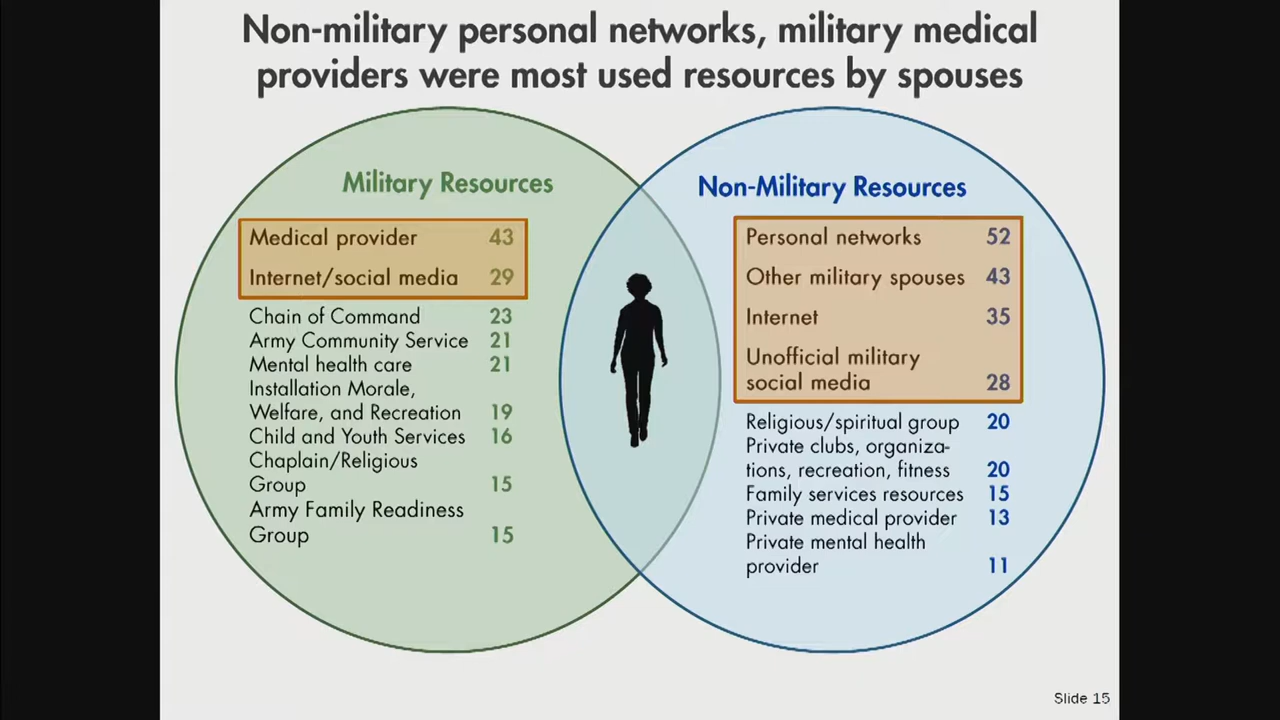 Non-military personal networks, military medical
providers were most used resources by spouses
Military Resources
Medical provider 43
Internet/social media 29
Chain of Command 23
Army Community Service 21
Mental health care 21
Installation Morale,
Welfare, and Recreation 19
Child and Youth Services 16
Chaplain/Religious
Group 15
Army Family Readiness
Group 15
Non-Military Resources
Personal networks 52
Other military spouses 43
Internet 35
Unofficial military
social media 28
Religious/spiritual group 20
Private clubs, organiza-
tions, recreation, fitness 20
Family services resources 15
Private medical provider 13
Private mental health
provider 11
Slide 15